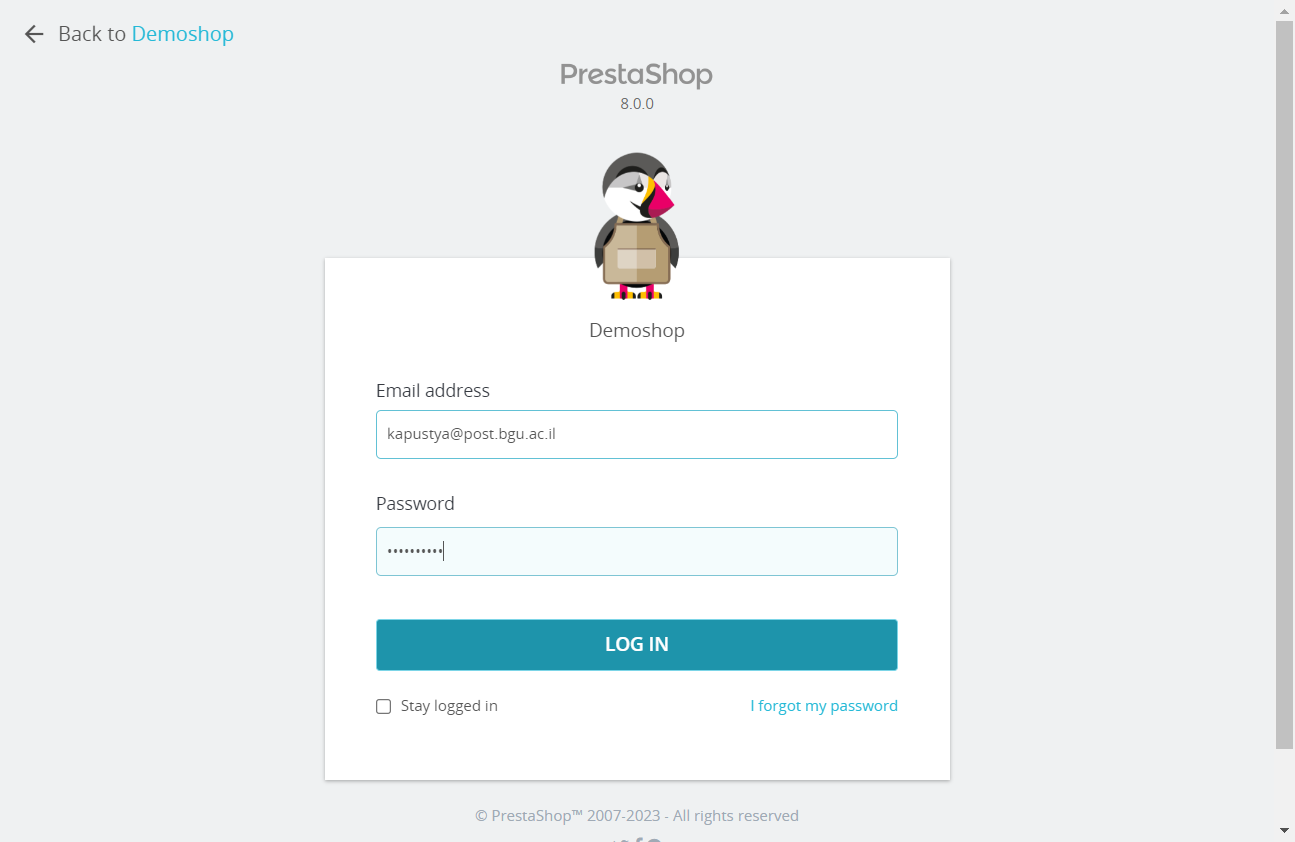 Back to Demoshop
PrestaShop
8.0.0
Demoshop
Email address
kapustya@post.bgu.ac.il
Password
••••••••••
LOG IN
Stay logged in
I forgot my password
© PrestaShop™ 2007-2023 - All rights reserved